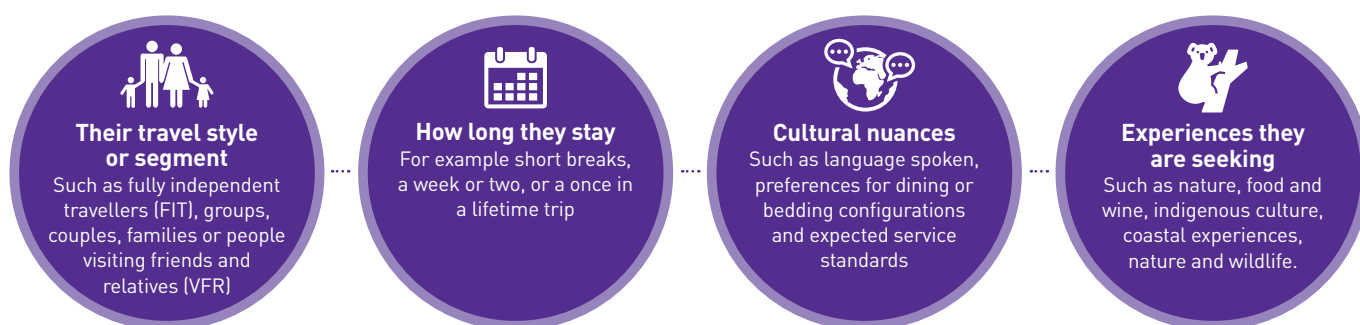 Their travel style
or segment
Such as fully independent
travellers (FIT), groups,
couples, families or people
visiting friends and
relatives (VFR)
How long they stay
For example short breaks,
a week or two, or a once in
a lifetime trip
Cultural nuances
Such as language spoken,
preferences for dining or
bedding configurations
and expected service
standards
Experiences they
are seeking
Such as nature, food and
wine, indigenous culture,
coastal experiences,
nature and wildlife.